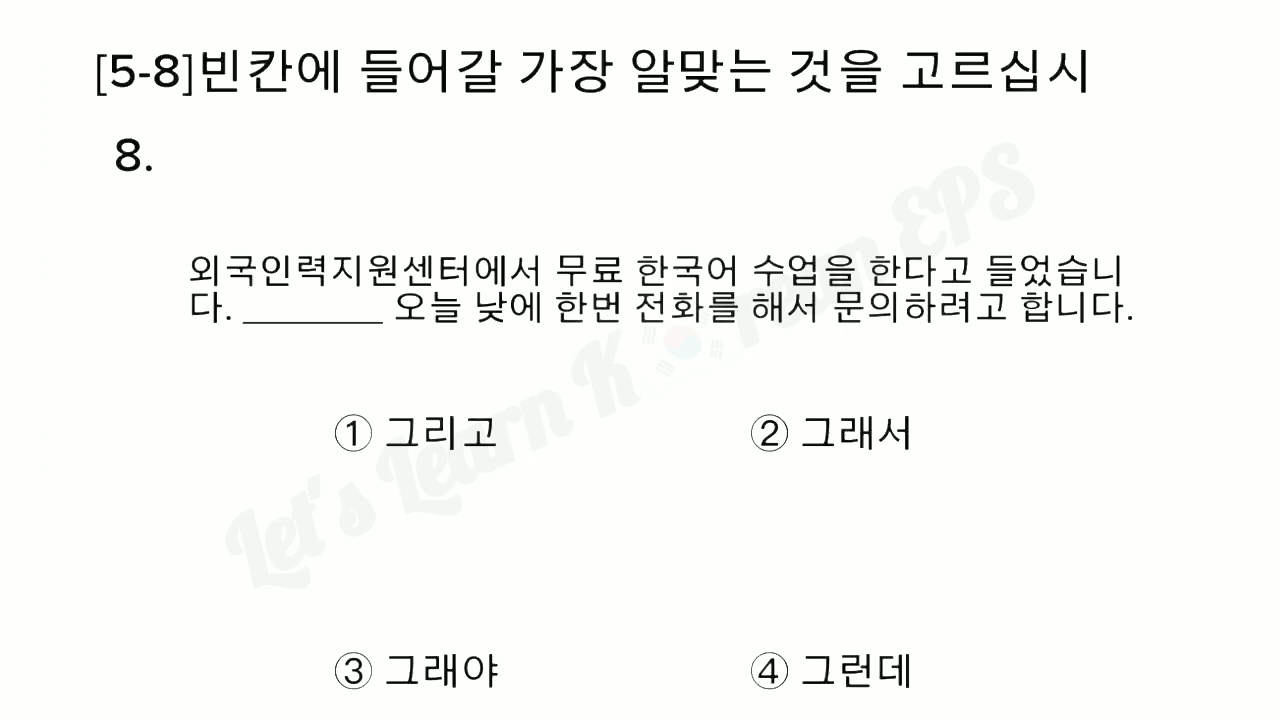 [5-8]빈칸에 들어갈 가장 알맞는 것을 고르십시
8.
외국인력지원센터에서 무료 한국어 수업을 한다고 들었습니
다. ________ 오늘 낮에 한번 전화를 해서 문의하려고 합니다.
① 그리고 ② 그래서
③ 그래야 ④ 그런데
Let's Learn Korean EPS